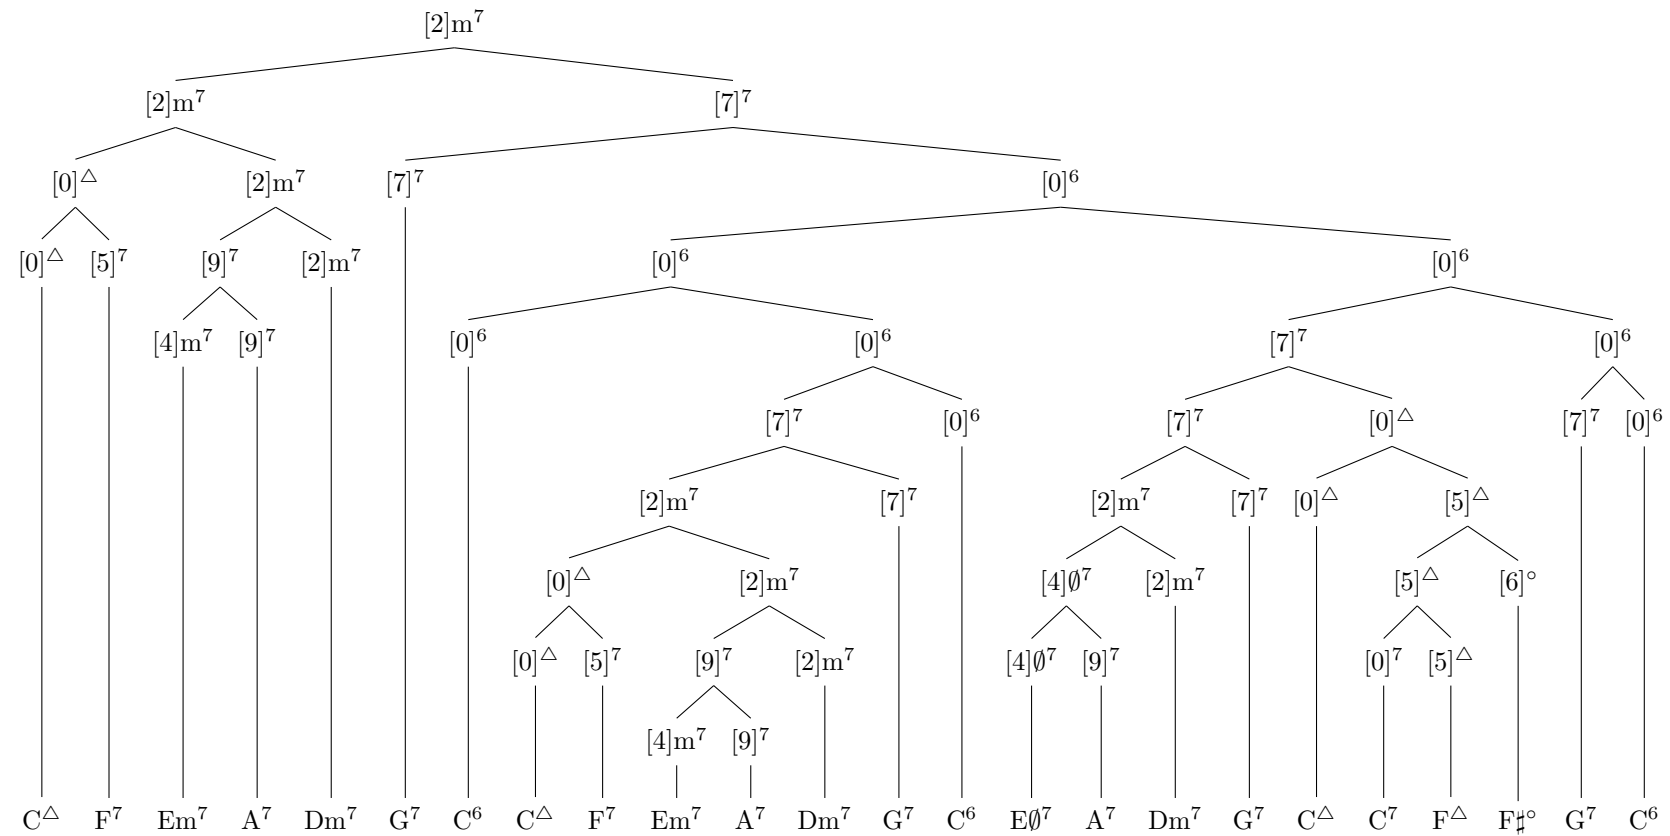 [2]m⁷
[2]m⁷ [7]⁷
[0]△ [2]m⁷ [7]⁷ [0]⁶
[0]△ [5]⁷ [9]⁷ [2]m⁷ [0]⁶ [0]⁶
[4]m⁷ [9]⁷ [0]⁶ [0]⁶ [7]⁷ [0]⁶
[7]⁷ [0]⁶ [7]⁷ [0]△ [7]⁷ [0]⁶
[2]m⁷ [7]⁷ [2]m⁷ [7]⁷ [0]△ [5]△
[0]△ [2]m⁷ [4]∅⁷ [2]m⁷ [5]△ [6]°
[0]△ [5]⁷ [9]⁷ [2]m⁷ [4]∅⁷ [9]⁷ [0]⁷ [5]△
[4]m⁷ [9]⁷
C△ F⁷ Em⁷ A⁷ Dm⁷ G⁷ C⁶ C△ F⁷ Em⁷ A⁷ Dm⁷ G⁷ C⁶ E∅⁷ A⁷ Dm⁷ G⁷ C△ C⁷ F△ F♯° G⁷ C⁶